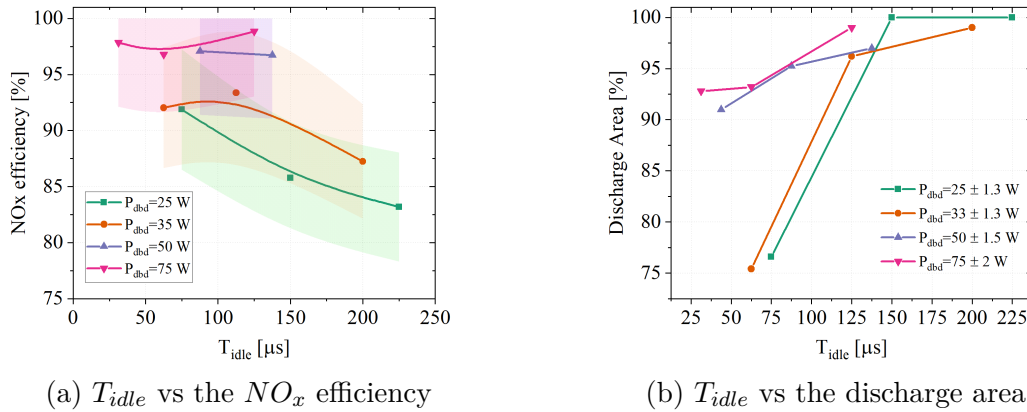 100
95
90
85
80
75
NOx efficiency [%]
P_dbd=25 W
P_dbd=35 W
P_dbd=50 W
P_dbd=75 W
0 50 100 150 200 250
T_idle [μs]
(a) T_idle vs the NO_x efficiency
100
95
90
85
80
75
Discharge Area [%]
P_dbd=25 ± 1.3 W
P_dbd=33 ± 1.3 W
P_dbd=50 ± 1.5 W
P_dbd=75 ± 2 W
25 50 75 100 125 150 175 200 225
T_idle [μs]
(b) T_idle vs the discharge area